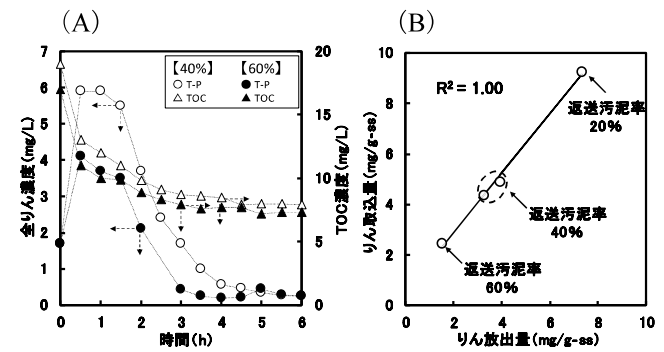 (A)
7
6
5
4
3
2
1
0
全りん濃度(mg/L)
0
1
2
3
4
5
6
時間(h)
20
15
10
5
0
TOC濃度(mg/L)
【40%】 【60%】
T-P T-P
TOC TOC
(B)
10
8
6
4
2
0
りん取込量(mg/g-ss)
0
2
4
6
8
10
りん放出量(mg/g-ss)
R² = 1.00
返送汚泥率
20%
返送汚泥率
40%
返送汚泥率
60%